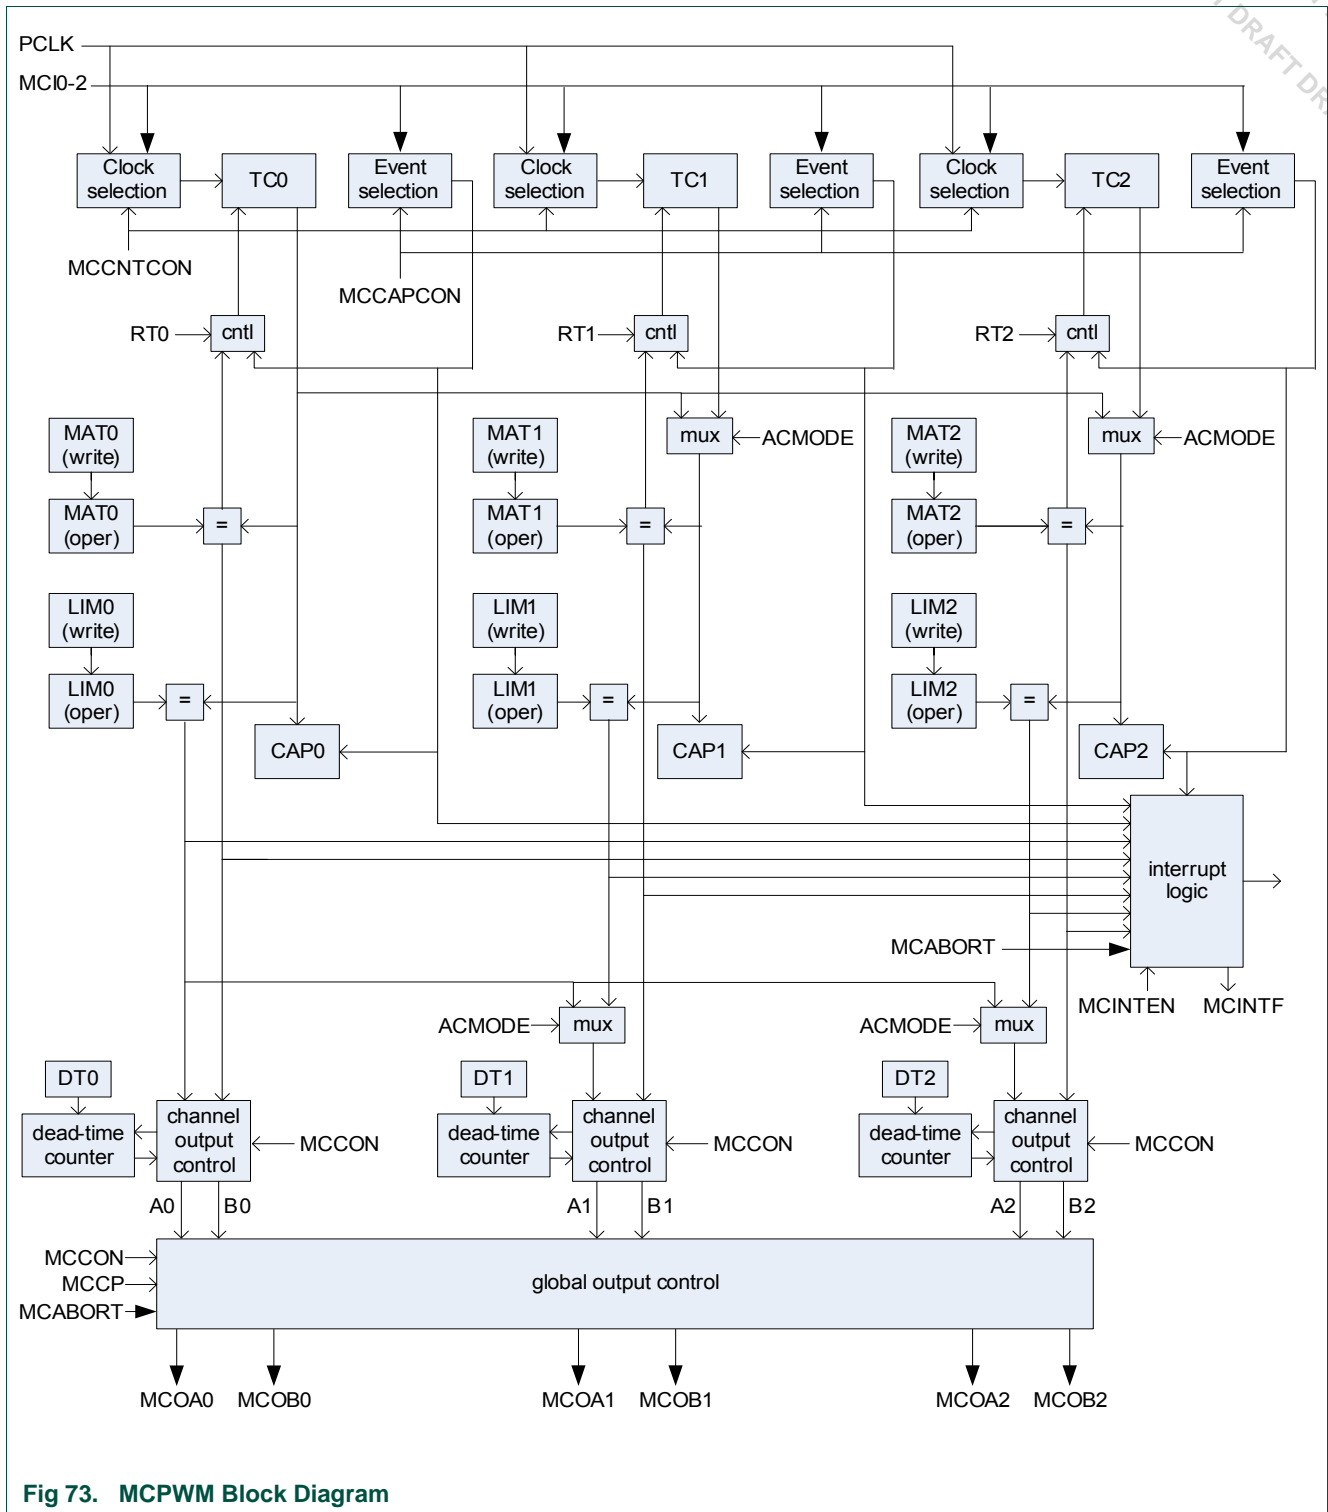 DRAFT DRAFT
PCLK
MCI0-2
Clock
selection
TC0
Event
selection
Clock
selection
TC1
Event
selection
Clock
selection
TC2
Event
selection
MCCNTCON
MCCAPCON
RT0
cntl
RT1
cntl
RT2
cntl
MAT0
(write)
MAT1
(write)
mux
ACMODE
MAT2
(write)
mux
ACMODE
MAT0
(oper)
=
MAT1
(oper)
=
MAT2
(oper)
=
LIM0
(write)
LIM1
(write)
LIM2
(write)
LIM0
(oper)
=
LIM1
(oper)
=
LIM2
(oper)
=
CAP0
CAP1
CAP2
interrupt
logic
MCABORT
MCINTEN
MCINTF
ACMODE
mux
ACMODE
mux
DT0
DT1
DT2
dead-time
counter
channel
output
control
MCCON
dead-time
counter
channel
output
control
MCCON
dead-time
counter
channel
output
control
MCCON
A0
B0
A1
B1
A2
B2
MCCON
MCCP
MCABORT
global output control
MCOA0
MCOB0
MCOA1
MCOB1
MCOA2
MCOB2
Fig 73. MCPWM Block Diagram